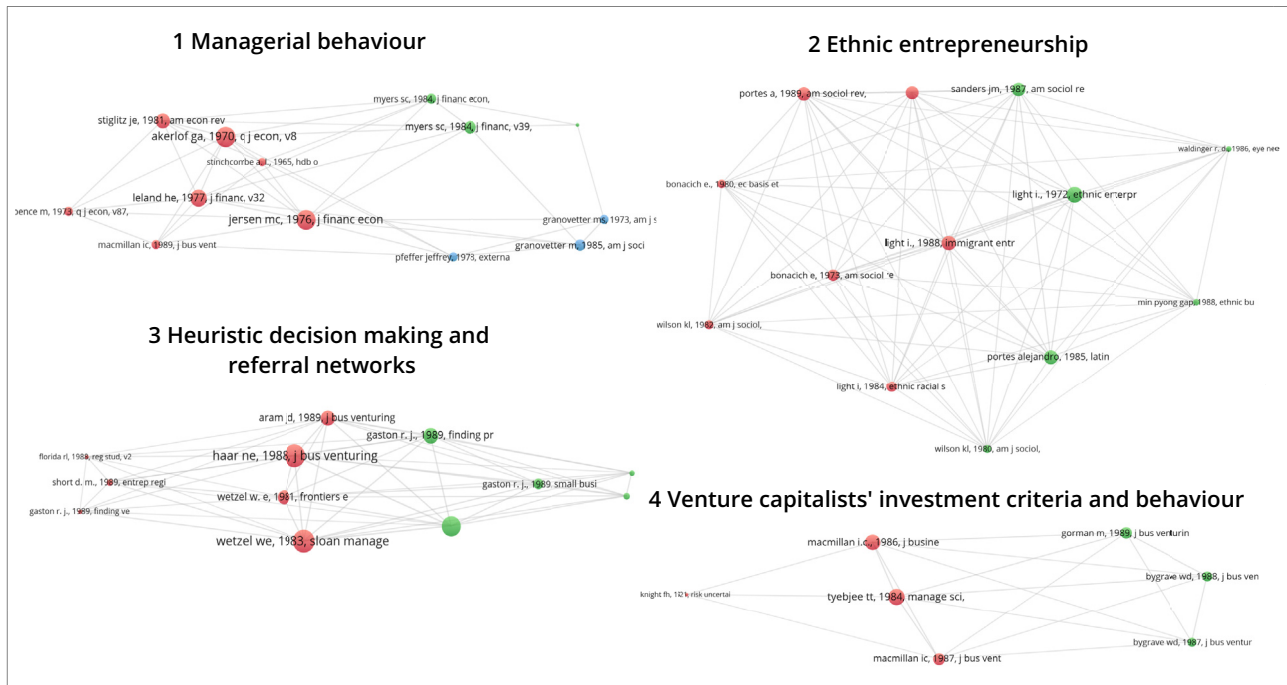 1 Managerial behaviour
myers sc, 1984, j financ econ,
stiglitz je, 1981, am econ rev
akerlof ga, 1970, q j econ, v8
myers sc, 1984, j financ, v39,
stinchcombe a. l., 1965, hdb o
leland he, 1977, j financ, v32
pence m, 1973, q j econ, v87,
jersen mc, 1976, j financ econ
granovetter ms, 1973, am j s
macmillan ic, 1989, j bus vent
granovetter m, 1985, am j soci
pfeffer jeffrey, 1978, externa
2 Ethnic entrepreneurship
portes a, 1989, am sociol rev,
sanders jm, 1987, am sociol re
waldinger r. d., 1986, eye nee
bonacich e., 1980, ec basis et
light i., 1972, ethnic enterpr
light i., 1988, immigrant entr
bonacich e, 1973, am sociol re
min pyong gap, 1988, ethnic bu
wilson kl, 1982, am j sociol,
portes alejandro, 1985, latin
light i, 1984, ethnic racial s
wilson kl, 1980, am j sociol,
3 Heuristic decision making and
referral networks
aram jd, 1989, j bus venturing
gaston r. j., 1989, finding pr
florida rl, 1988, reg stud, v2
haar ne, 1988, j bus venturing
short d. m., 1989, entrep regi
gaston r. j., 1989, small busi
wetzel w. e, 1981, frontiers e
gaston r. j., 1989, finding ve
wetzel we, 1983, sloan manage
4 Venture capitalists' investment criteria and behaviour
macmillan i.c., 1986, j busine
gorman m, 1989, j bus venturin
bygrave wd, 1988, j bus ven
knight fh, risk uncertai
tyebjee tt, 1984, manage sci,
bygrave wd, 1987, j bus ventur
macmillan ic, 1987, j bus vent